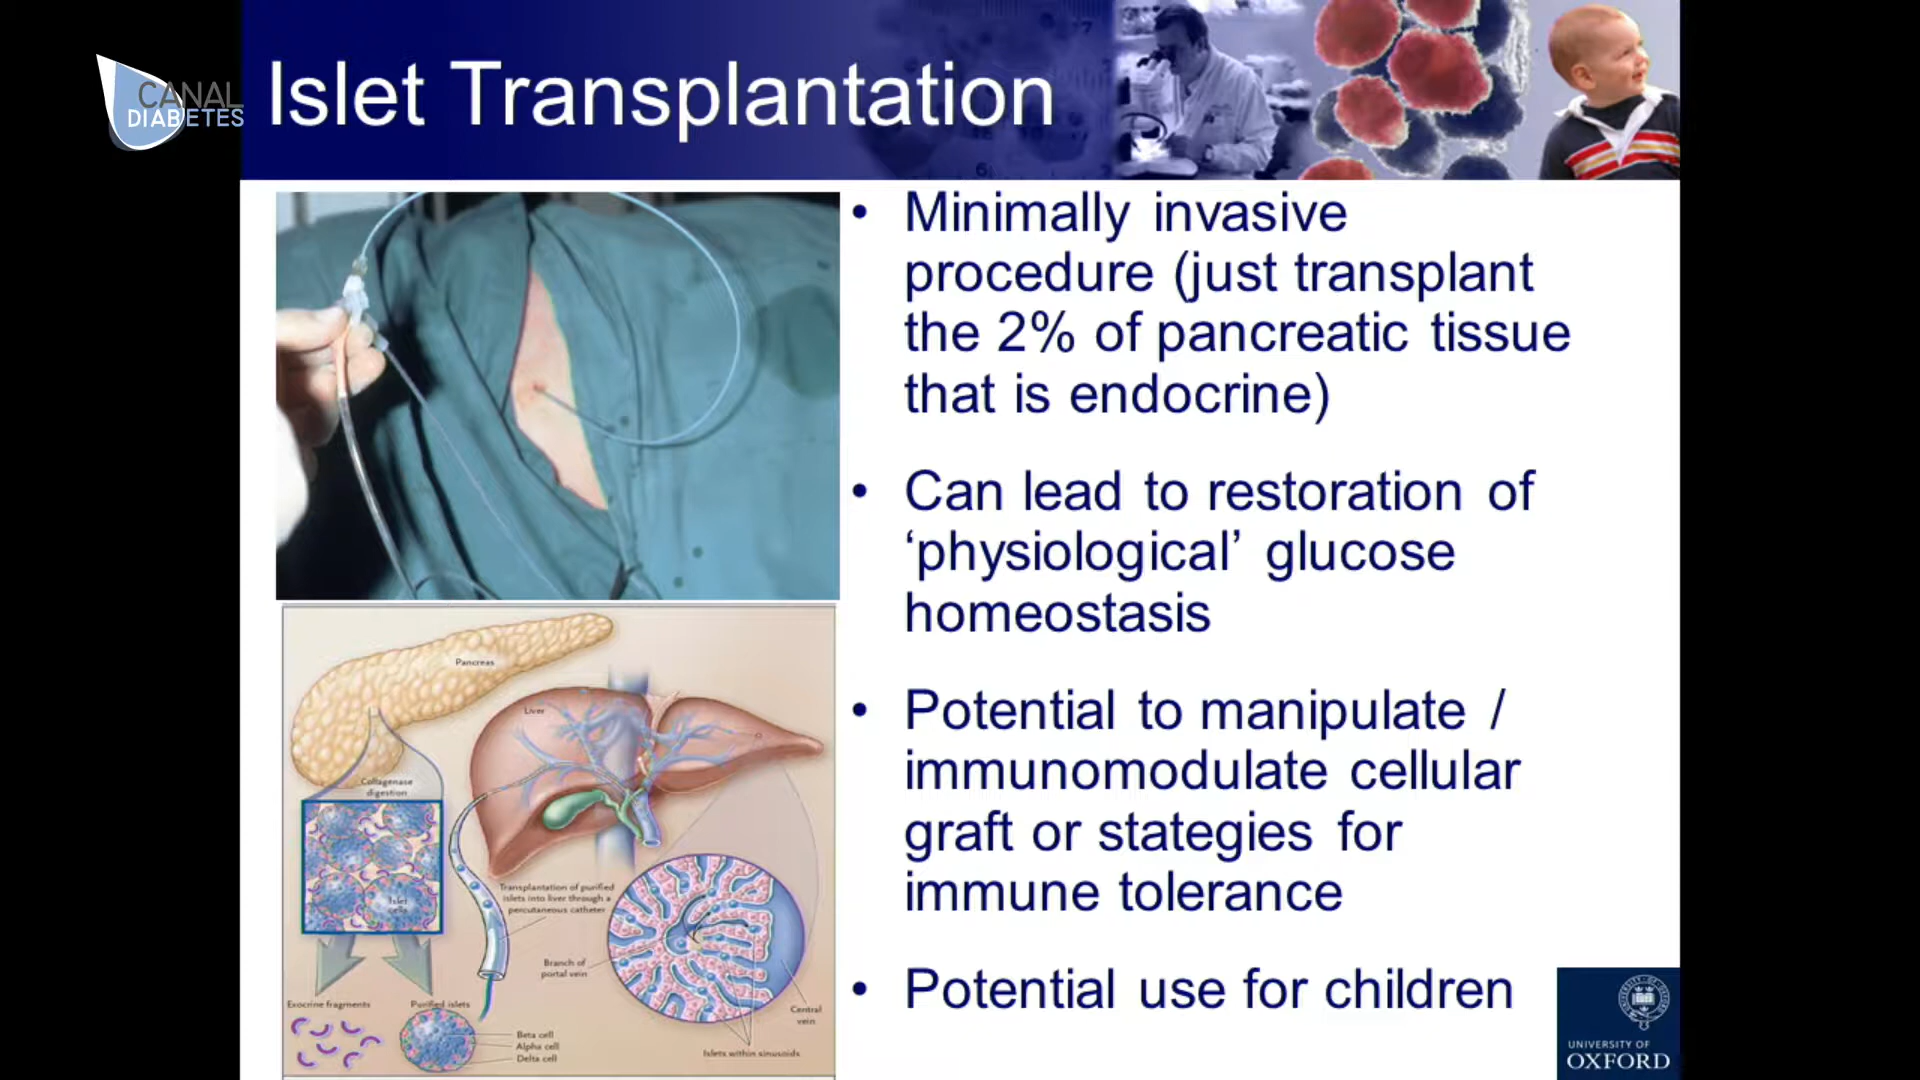 CANAL
DIABETES
Islet Transplantation
• Minimally invasive
procedure (just transplant
the 2% of pancreatic tissue
that is endocrine)
• Can lead to restoration of
‘physiological’ glucose
homeostasis
• Potential to manipulate /
immunomodulate cellular
graft or stategies for
immune tolerance
• Potential use for children
Pancreas
Liver
Collagenase
digestion
Islet
cells
Transplantation of purified
islets into liver through a
percutaneous catheter
Branch of
portal vein
Exocrine fragments
Purified islets
Beta cell
Alpha cell
Delta cell
Central
vein
Islets within sinusoids
UNIVERSITY OF
OXFORD